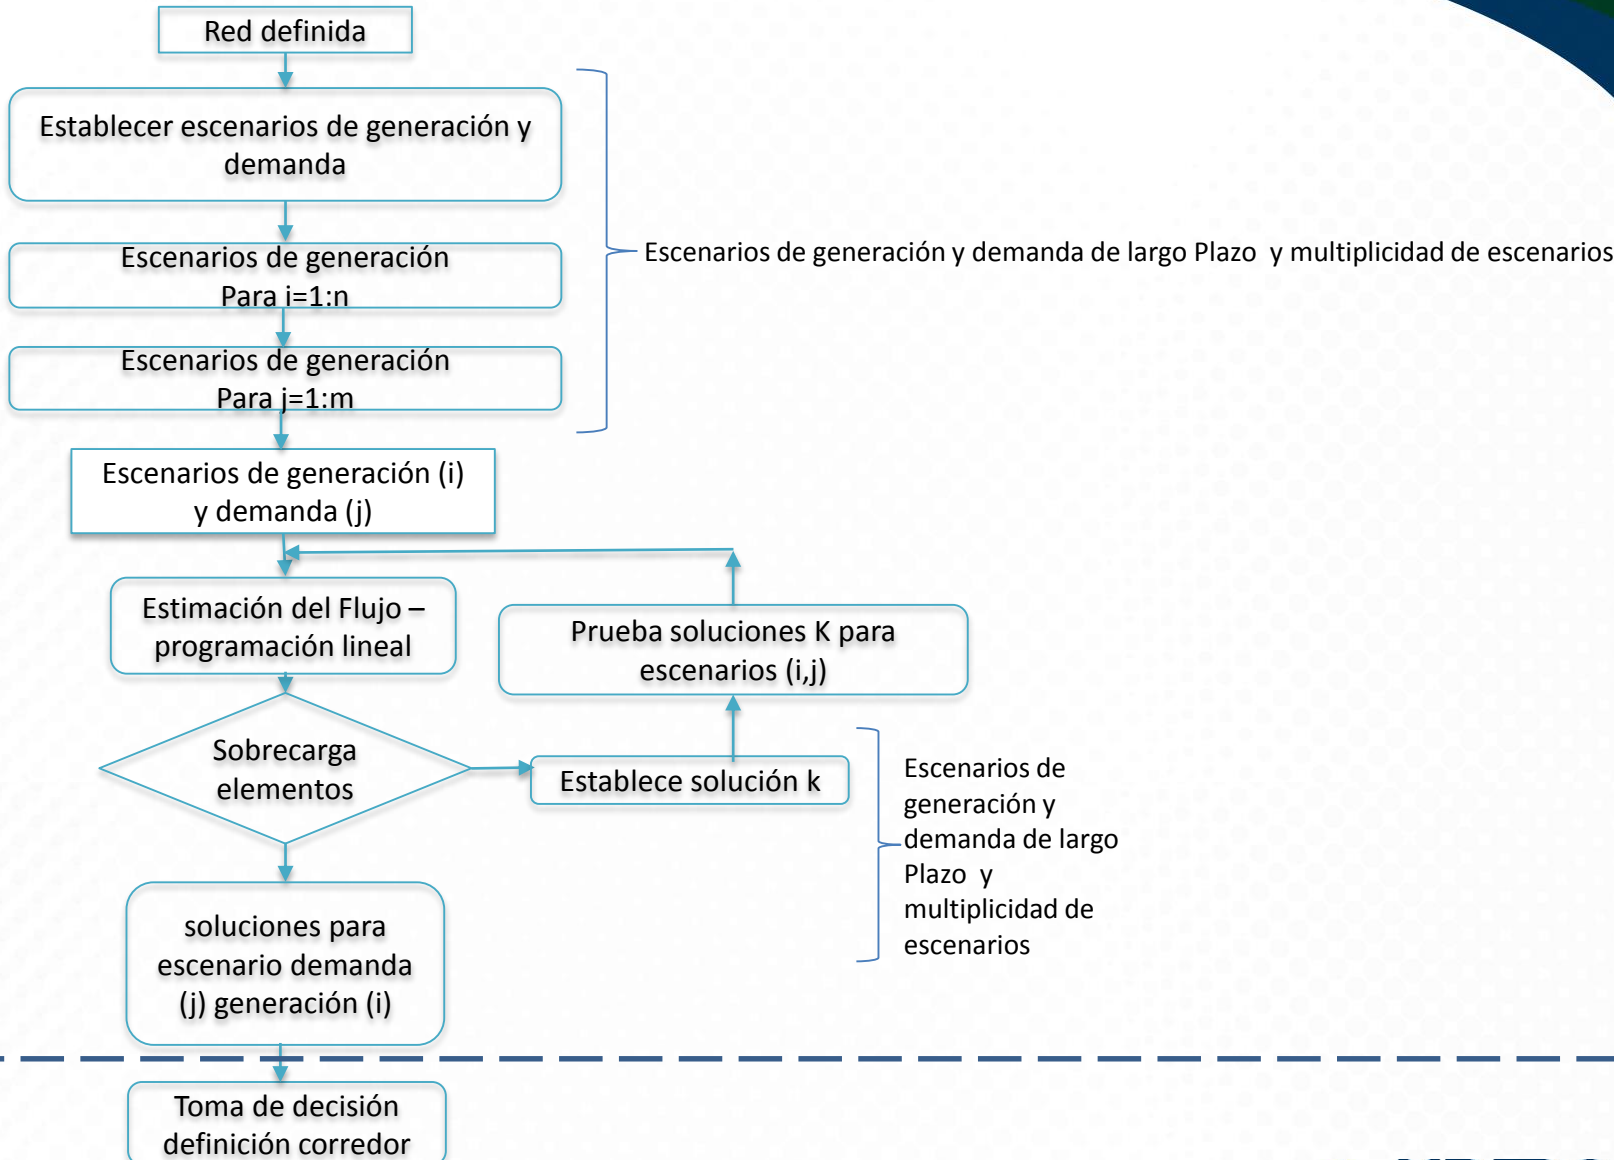 Red definida
Establecer escenarios de generación y
demanda
Escenarios de generación
Para i=1:n
Escenarios de generación y demanda de largo Plazo y multiplicidad de escenarios
Escenarios de generación
Para j=1:m
Escenarios de generación (i)
y demanda (j)
Estimación del Flujo –
programación lineal
Prueba soluciones K para
escenarios (i,j)
Sobrecarga
elementos
Establece solución k
Escenarios de
generación y
demanda de largo
Plazo y
multiplicidad de
escenarios
soluciones para
escenario demanda
(j) generación (i)
Toma de decisión
definición corredor